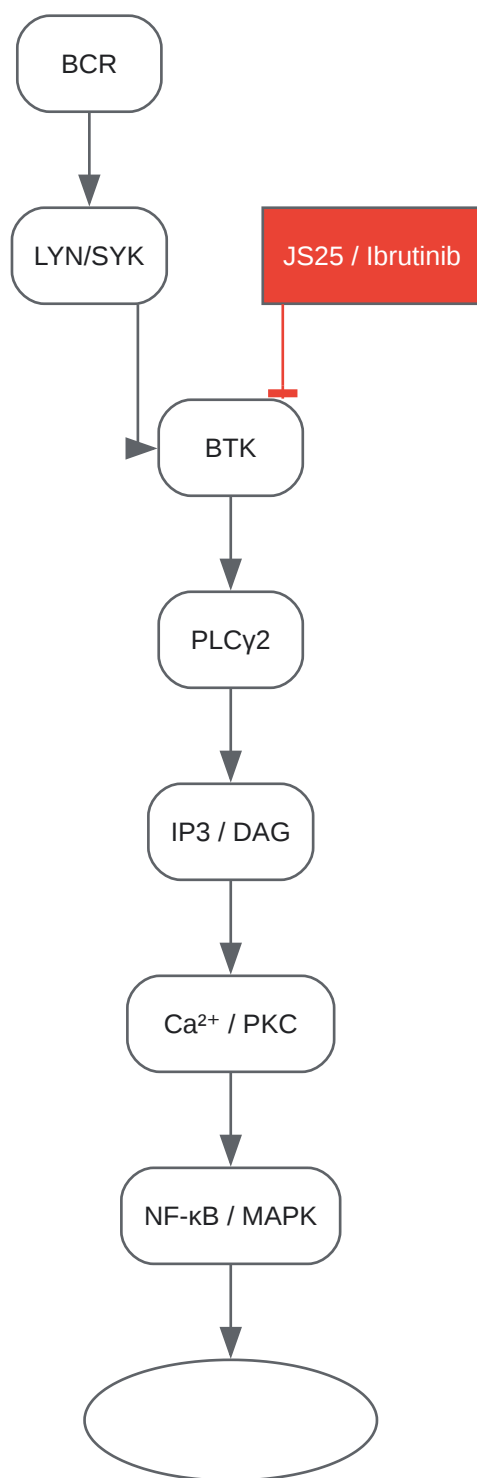 BCR
LYN/SYK
JS25 / Ibrutinib
BTK
PLCγ2
IP3 / DAG
Ca²⁺ / PKC
NF-κB / MAPK